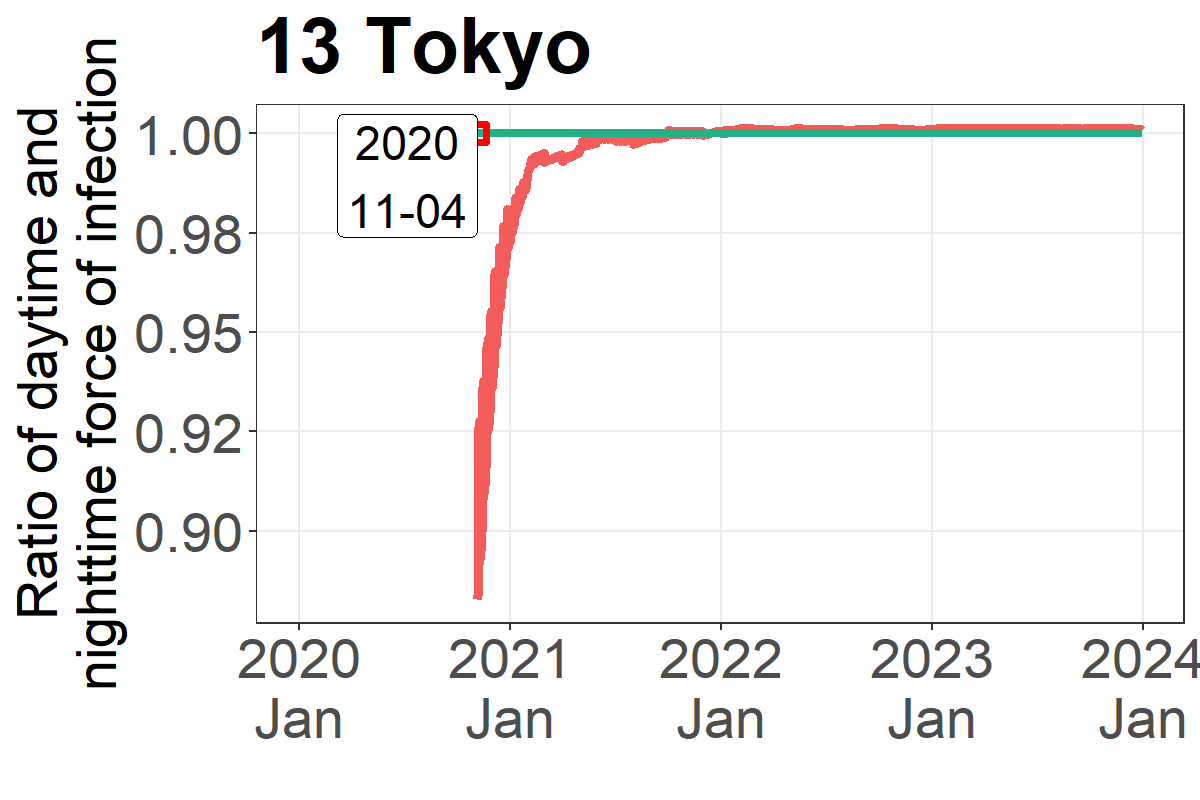 13 Tokyo
Ratio of daytime and
nighttime force of infection
1.00
0.98
0.95
0.92
0.90
2020
11-04
2020
Jan
2021
Jan
2022
Jan
2023
Jan
2024
Jan